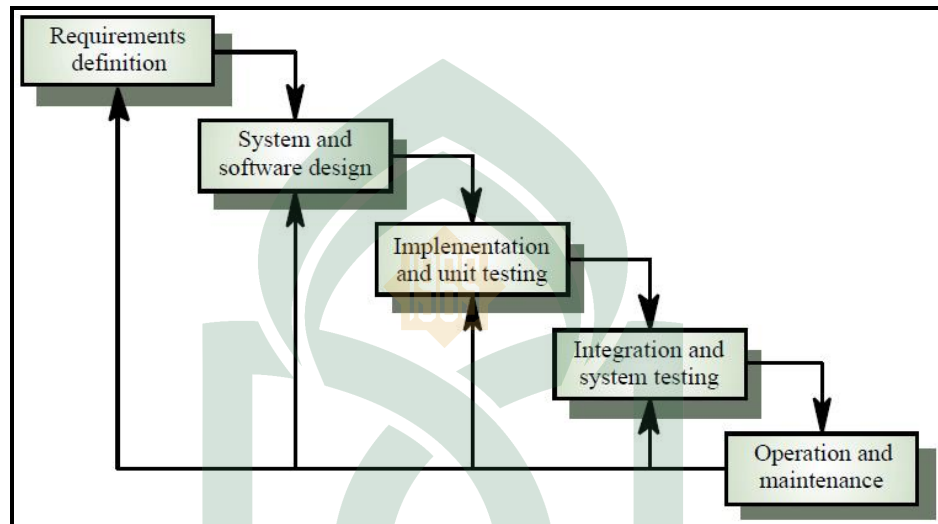 Requirements
definition
System and
software design
Implementation
and unit testing
Integration and
system testing
Operation and
maintenance